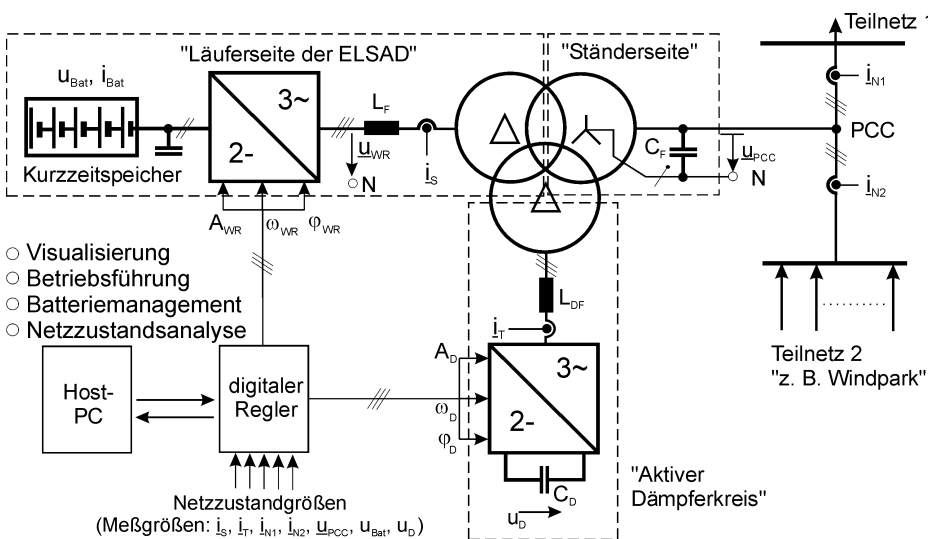 Teilnetz 1
"Läuferseite der ELSAD"
"Ständerseite"
u_Bat, i_Bat
3~
2-
L_F
i_N1
PCC
C_F
u_PCC
u_WR
N
i_S
N
i_N2
Kurzzeitspeicher
A_WR
ω_WR
φ_WR
Visualisierung
Betriebsführung
Batteriemanagement
Netzzustandsanalyse
L_DF
i_T
Teilnetz 2
"z. B. Windpark"
Host-
PC
digitaler
Regler
A_D
ω_D
φ_D
3~
2-
C_D
u_D
"Aktiver
Dämpferkreis"
Netzzustandgrößen
(Meßgrößen: i_S, i_T, i_N1, i_N2, u_PCC, u_Bat, u_D)